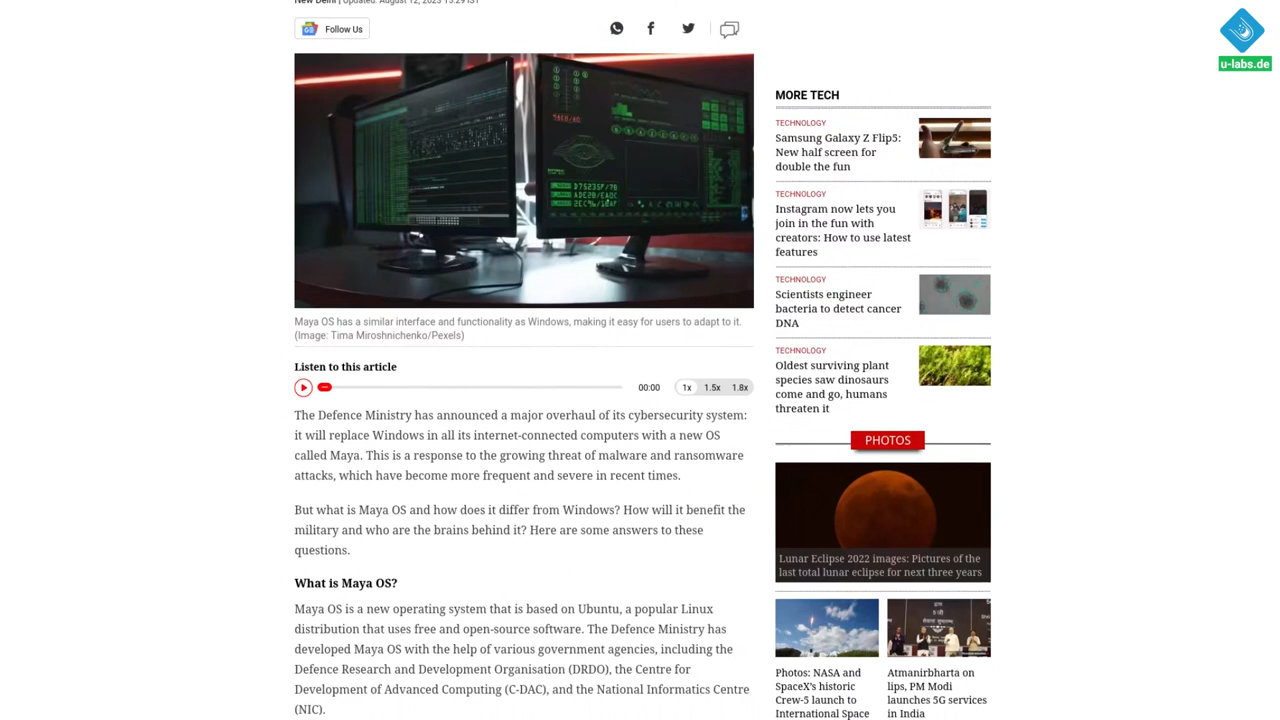 New Delhi | Updated: August 12, 2023 15:29 IST
Follow Us
u-labs.de
Maya OS has a similar interface and functionality as Windows, making it easy for users to adapt to it.
(Image: Tima Miroshnichenko/Pexels)
Listen to this article
00:00
1x 1.5x 1.8x
The Defence Ministry has announced a major overhaul of its cybersecurity system:
it will replace Windows in all its internet-connected computers with a new OS
called Maya. This is a response to the growing threat of malware and ransomware
attacks, which have become more frequent and severe in recent times.
But what is Maya OS and how does it differ from Windows? How will it benefit the
military and who are the brains behind it? Here are some answers to these
questions.
What is Maya OS?
Maya OS is a new operating system that is based on Ubuntu, a popular Linux
distribution that uses free and open-source software. The Defence Ministry has
developed Maya OS with the help of various government agencies, including the
Defence Research and Development Organisation (DRDO), the Centre for
Development of Advanced Computing (C-DAC), and the National Informatics Centre
(NIC).
MORE TECH
TECHNOLOGY
Samsung Galaxy Z Flip5:
New half screen for
double the fun
TECHNOLOGY
Instagram now lets you
join in the fun with
creators: How to use latest
features
TECHNOLOGY
Scientists engineer
bacteria to detect cancer
DNA
TECHNOLOGY
Oldest surviving plant
species saw dinosaurs
come and go, humans
threaten it
PHOTOS
Lunar Eclipse 2022 images: Pictures of the
last total lunar eclipse for next three years
Photos: NASA and
SpaceX's historic
Crew-5 launch to
International Space
Atmanirbharta on
lips, PM Modi
launches 5G services
in India